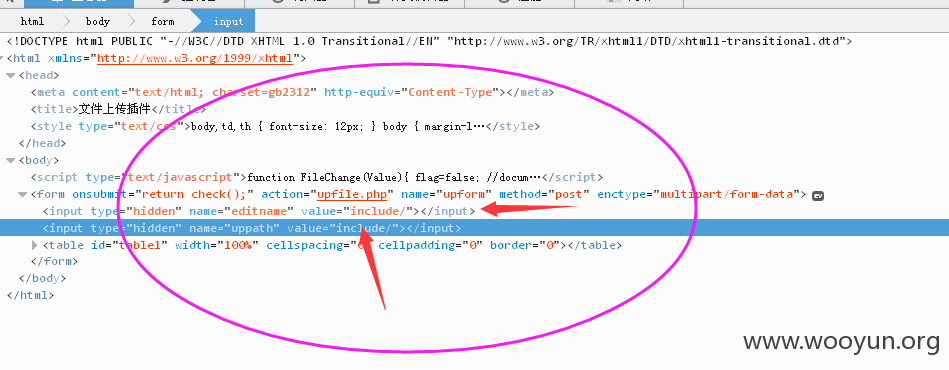 html body form input
<!DOCTYPE html PUBLIC "-//W3C//DTD XHTML 1.0 Transitional//EN" "http://www.w3.org/TR/xhtml1/DTD/xhtml1-transitional.dtd">
<html xmlns="http://www.w3.org/1999/xhtml">
<head>
<meta content="text/html; charset=gb2312" http-equiv="Content-Type"></meta>
<title>文件上传插件</title>
<style type="text/css">body,td,th { font-size: 12px; } body { margin-l…</style>
</head>
<body>
<script type="text/javascript">function FileChange(Value){ flag=false; //docum…</script>
<form onsubmit="return check();" action="upfile.php" name="upform" method="post" enctype="multipart/form-data"> ev
<input type="hidden" name="editname" value="include/"></input>
<input type="hidden" name="uppath" value="include/"></input>
<table id="table1" width="100%" cellspacing="0" cellpadding="0" border="0"></table>
</form>
</body>
</html>
www.wooyun.org